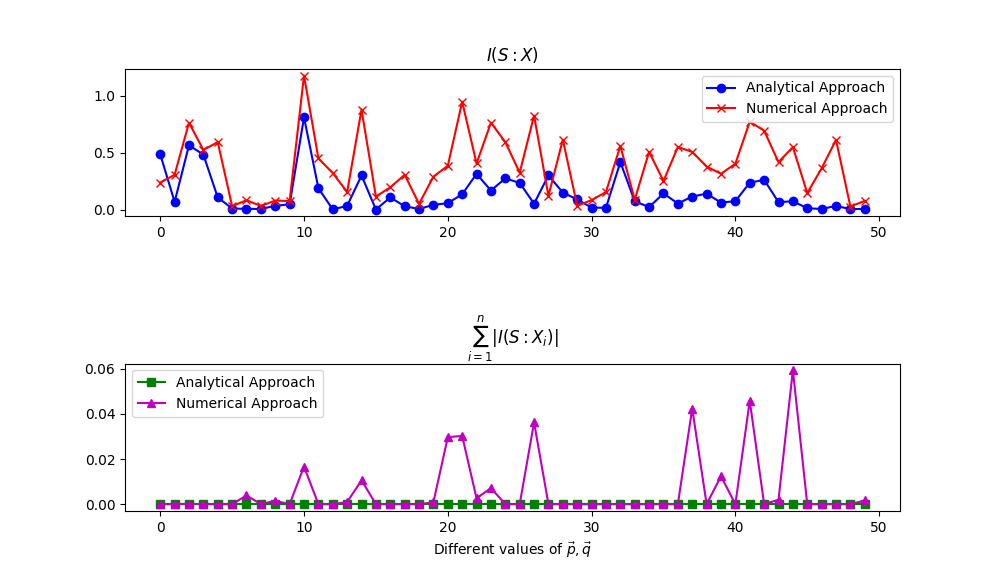 I(S : X)
1.0
0.5
0.0
Analytical Approach
Numerical Approach
0 10 20 30 40 50
n
∑ |I(S : Xᵢ)|
i = 1
0.06
0.04
0.02
0.00
Analytical Approach
Numerical Approach
0 10 20 30 40 50
Different values of p⃗, q⃗